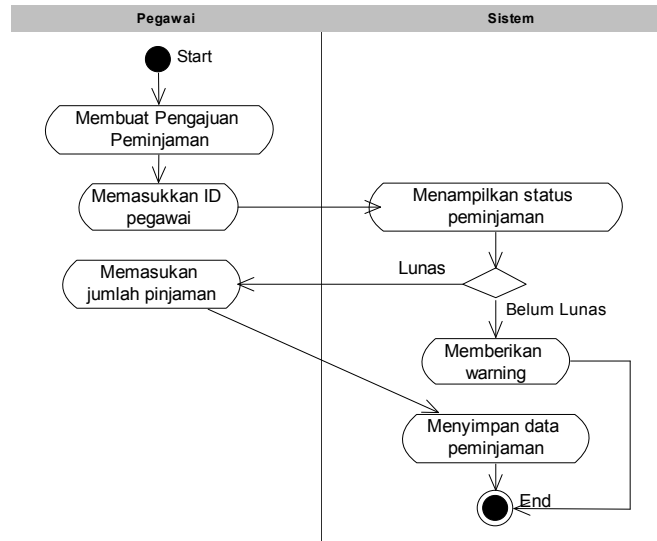 Pegawai
Sistem
Start
Membuat Pengajuan
Peminjaman
Memasukkan ID
pegawai
Menampilkan status
peminjaman
Lunas
Memasukan
jumlah pinjaman
Belum Lunas
Memberikan
warning
Menyimpan data
peminjaman
End